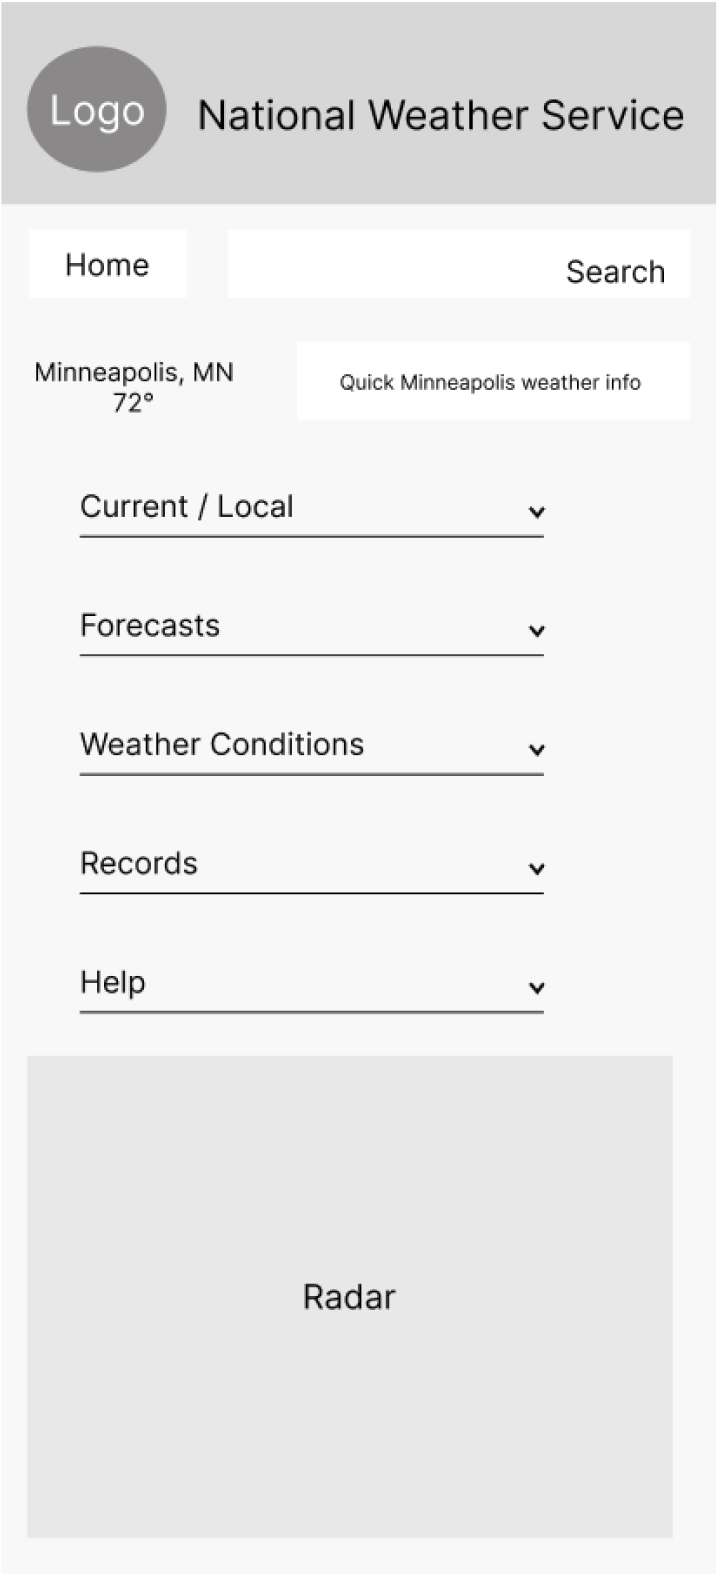 Logo
National Weather Service
Home
Search
Minneapolis, MN
72°
Quick Minneapolis weather info
Current / Local
Forecasts
Weather Conditions
Records
Help
Radar